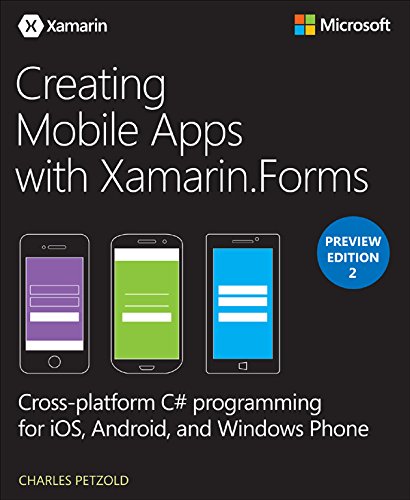 Xamarin
Microsoft
Creating
Mobile Apps
with Xamarin.Forms
PREVIEW
EDITION
2
Cross-platform C# programming
for iOS, Android, and Windows Phone
CHARLES PETZOLD